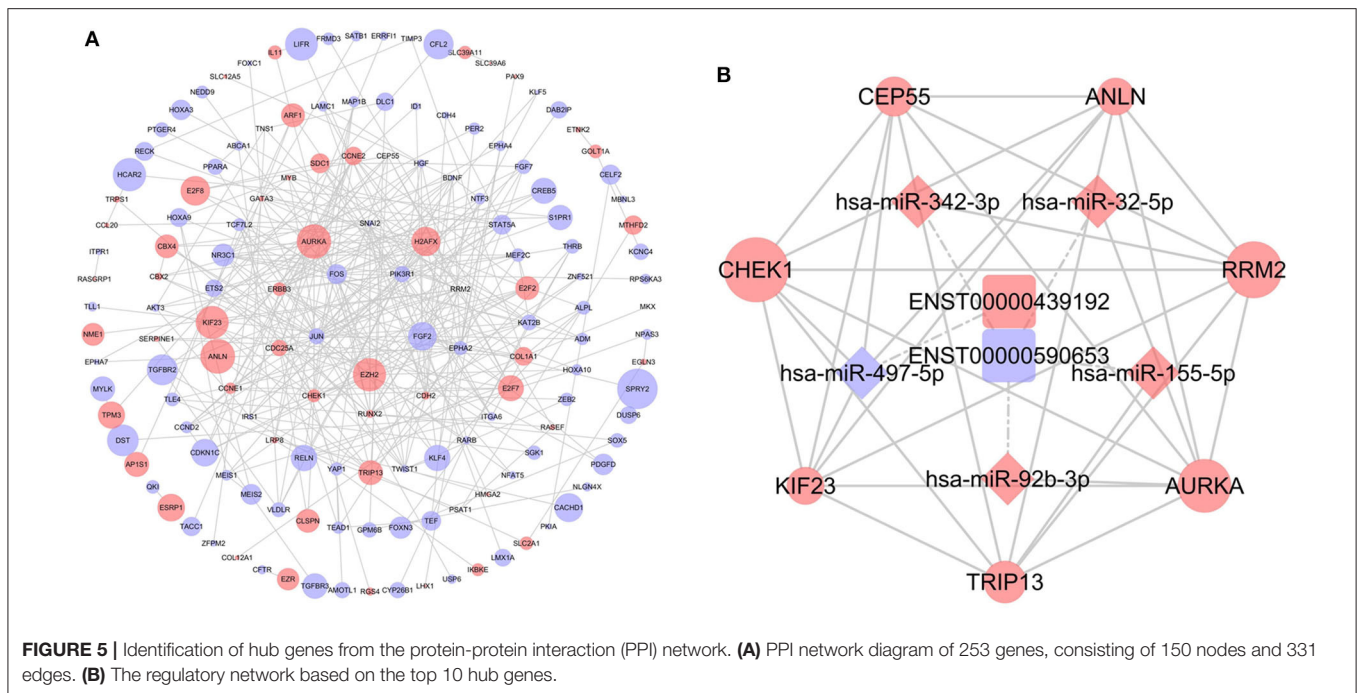 A
LIFR FRMD3 SATB1 ERRFI1 TIMP3 CFL2
IL11 SLC39A11
FOXC1 SLC39A6
SLC12A5 PAX9
NEDD9 LAMC1 MAP1B DLC1 ID1 KLF5
HOXA3 ARF1 CDH4 DAB2IP
PTGER4 TNS1 PER2 ETNK2
RECK ABCA1 SDC1 CCNE2 CEP55 EPHA4 GOLT1A
PPARA HGF FGF7
HCAR2 MYB BDNF CELF2
E2F8 CREB5
TRPS1 GATA3 NTF3 MBNL3
HOXA9 S1PR1
CCL20 TCF7L2 SNAI2 STAT5A MTHFD2
CBX4 AURKA H2AFX
ITPR1 NR3C1 THRB KCNC4
MEF2C
RASGRP1 CBX2 FOS PIK3R1 ZNF521 RPS6KA3
ETS2 ERBB3 RRM2 E2F2
TLL1 AKT3 ALPL MKX
KIF23 KAT2B
NME1 SERPINE1 JUN FGF2 ADM NPAS3
CDC25A EPHA2 COL1A1
EPHA7 ANLN EGLN3
TGFBR2 EZH2 HOXA10
MYLK CCNE1 CHEK1 CDH2 E2F7 SPRY2
TLE4 ZEB2
TPM3 RUNX2 ITGA6 DUSP6
CCND2 IRS1 RASEF
DST LRP8 RARB SOX5
CDKN1C RELN KLF4 SGK1
AP1S1 MEIS1 YAP1 TRIP13 TWIST1 NFAT5 PDGFD
QKI MEIS2 NLGN4X
VLDLR HMGA2 CACHD1
ESRP1 PSAT1
TACC1 CLSPN TEAD1 GPM6B FOXN3 TEF PKIA
ZFPM2 SLC2A1
COL12A1 LMX1A
CFTR EZR IKBKE
TGFBR3 AMOTL1 RGS4 CYP26B1 LHX1 USP6
B
CEP55 ANLN
hsa-miR-342-3p hsa-miR-32-5p
CHEK1 RRM2
ENST00000439192
ENST00000590653
hsa-miR-497-5p hsa-miR-155-5p
KIF23 hsa-miR-92b-3p AURKA
TRIP13
FIGURE 5 | Identification of hub genes from the protein-protein interaction (PPI) network. (A) PPI network diagram of 253 genes, consisting of 150 nodes and 331
edges. (B) The regulatory network based on the top 10 hub genes.